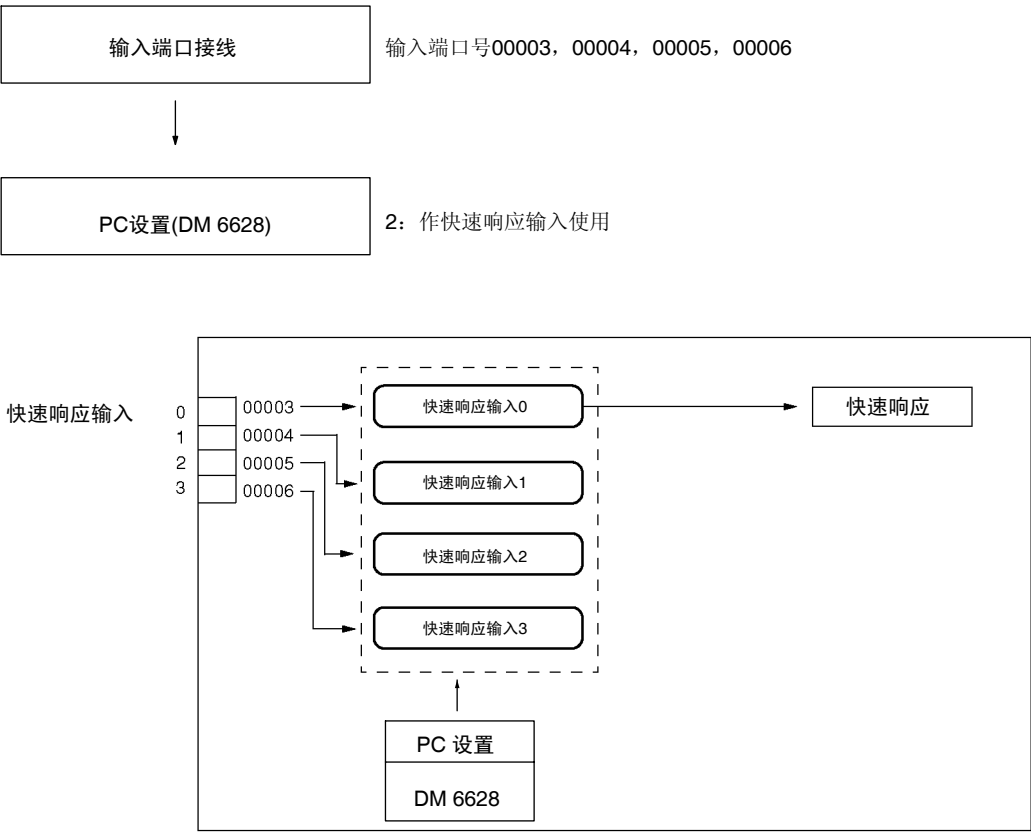 输入端口接线
输入端口号00003，00004，00005，00006
PC设置(DM 6628)
2：作快速响应输入使用
快速响应输入
0
00003
快速响应输入0
快速响应
1
00004
2
00005
快速响应输入1
3
00006
快速响应输入2
快速响应输入3
PC 设置
DM 6628